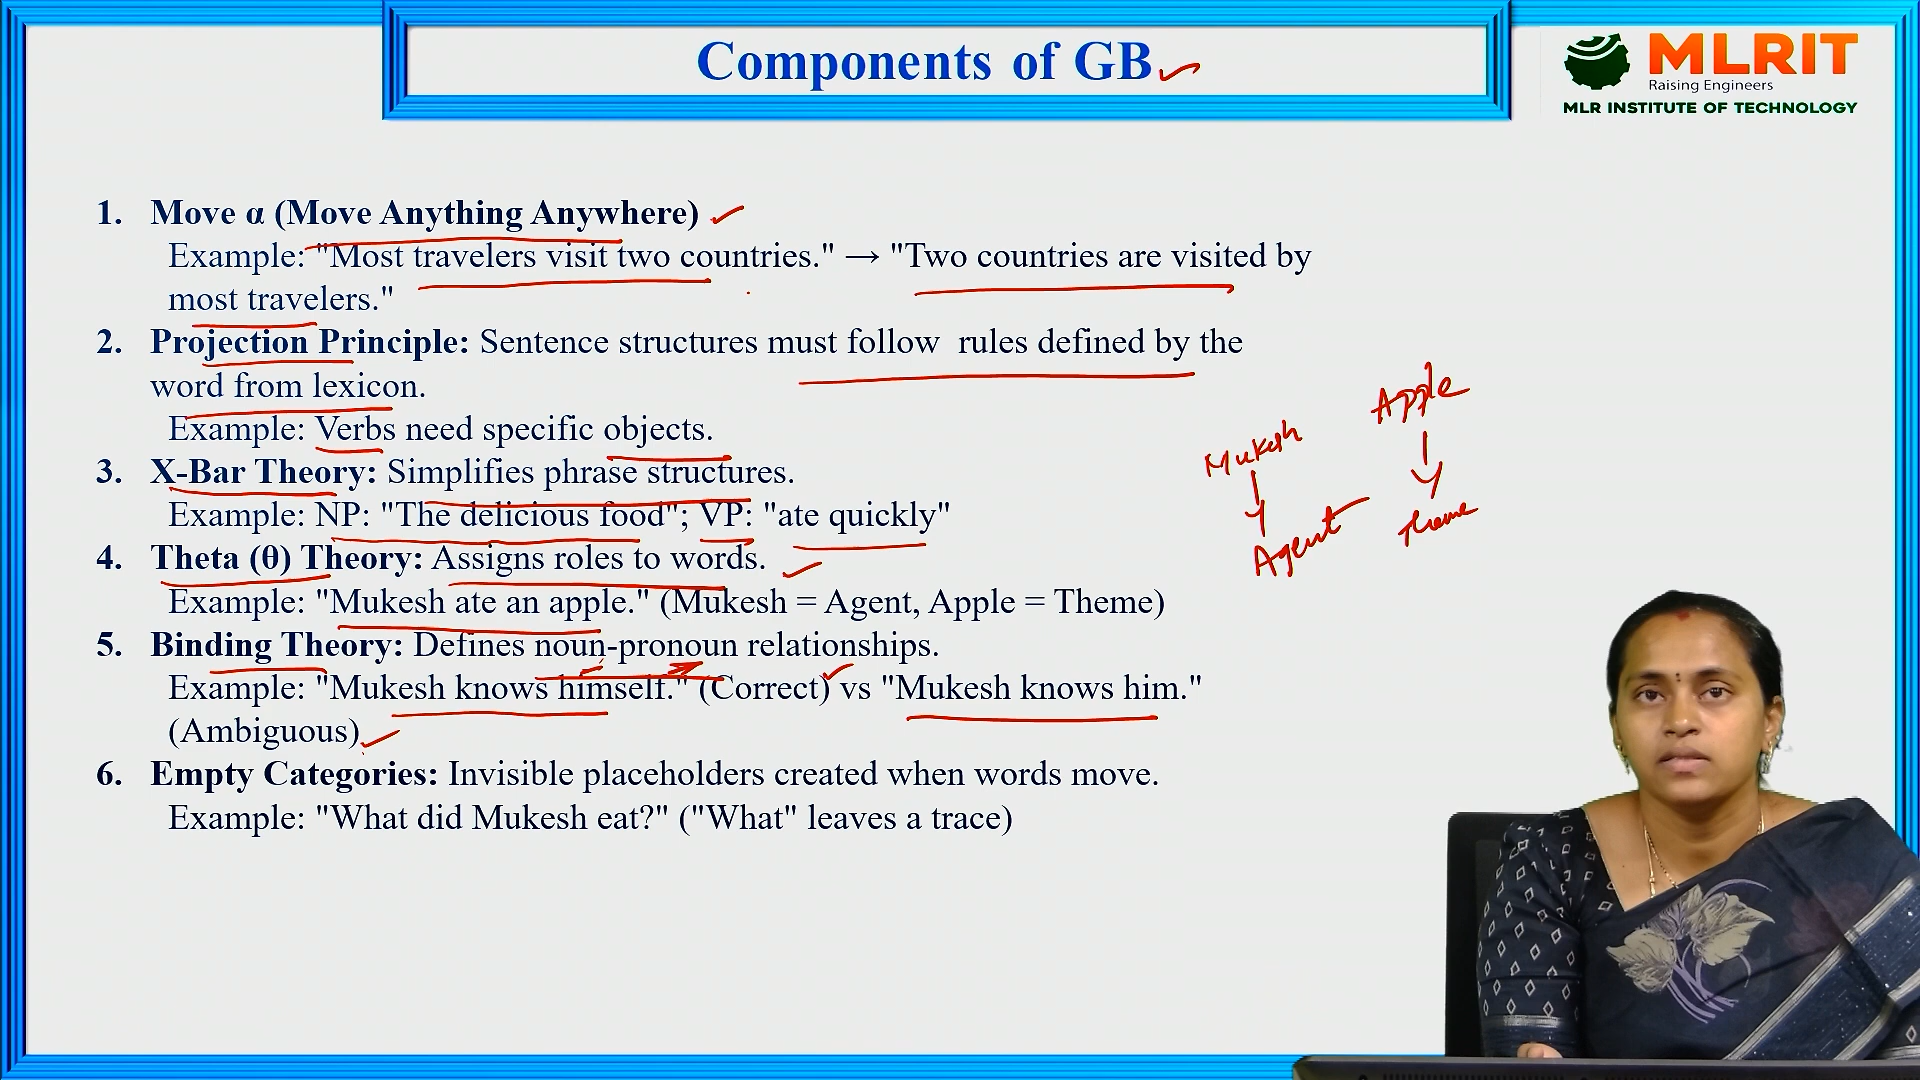 Components of GB
MLRIT
Raising Engineers
MLR INSTITUTE OF TECHNOLOGY
1. Move α (Move Anything Anywhere)
Example: "Most travelers visit two countries." → "Two countries are visited by
most travelers."
2. Projection Principle: Sentence structures must follow rules defined by the
word from lexicon.
Example: Verbs need specific objects.
3. X-Bar Theory: Simplifies phrase structures.
Example: NP: "The delicious food"; VP: "ate quickly"
4. Theta (θ) Theory: Assigns roles to words.
Example: "Mukesh ate an apple." (Mukesh = Agent, Apple = Theme)
5. Binding Theory: Defines noun-pronoun relationships.
Example: "Mukesh knows himself." (Correct) vs "Mukesh knows him."
(Ambiguous)
6. Empty Categories: Invisible placeholders created when words move.
Example: "What did Mukesh eat?" ("What" leaves a trace)
Mukesh
Agent
Apple
Theme